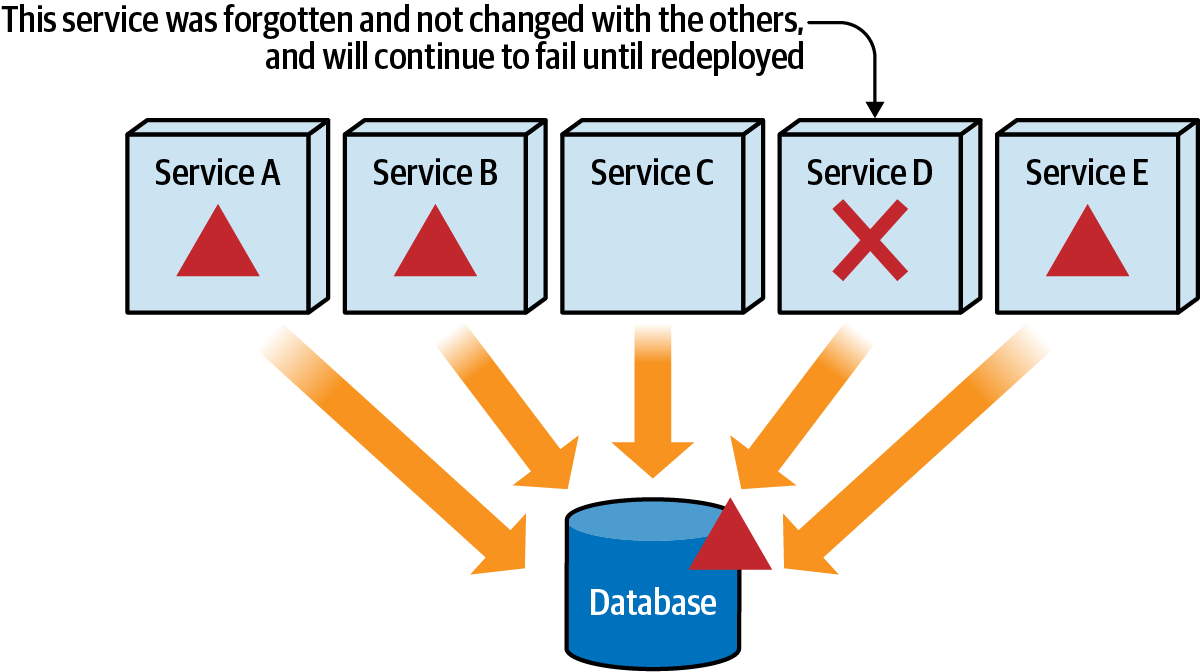 This service was forgotten and not changed with the others,
and will continue to fail until redeployed
Service A
Service B
Service C
Service D
Service E
Database